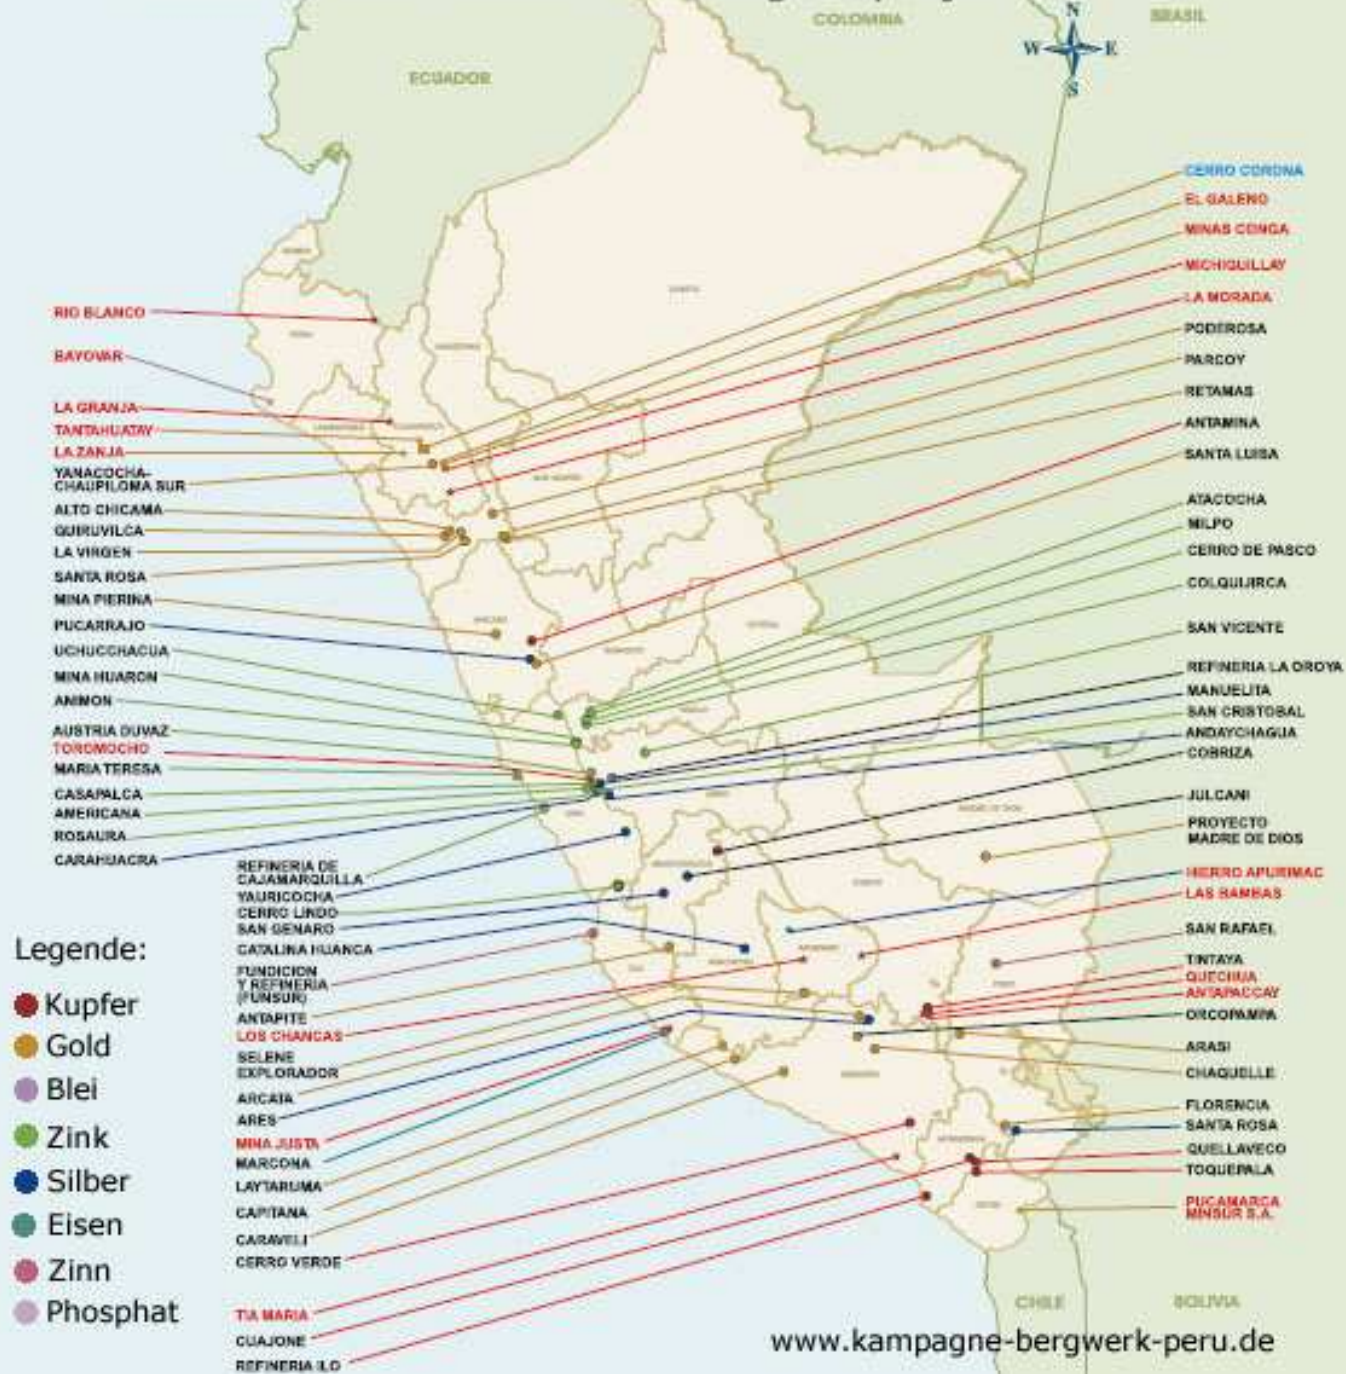 COLOMBIA
BRASIL
N
W E
S
ECUADOR
CERRO CORONA
EL GALENO
MINAS CONGA
MICHIQUILLAY
LA MORADA
PODEROSA
PARCOY
RETAMAS
ANTAMINA
SANTA LUISA
ATACOCHA
MILPO
CERRO DE PASCO
COLQUIJIRCA
SAN VICENTE
REFINERIA LA OROYA
MANUELITA
SAN CRISTOBAL
ANDAYCHAGUA
COBRIZA
JULCANI
PROYECTO
MADRE DE DIOS
HIERRO APURIMAC
LAS BAMBAS
SAN RAFAEL
TINTAYA
QUECHUA
ANTAPACCAY
ORCOPAMPA
ARASI
CHAQUELLE
FLORENCIA
SANTA ROSA
QUELLAVECO
TOQUEPALA
PUCAMARCA
MINSUR S.A.
RIO BLANCO
BAYOVAR
LA GRANJA
TANTAHUATAY
LA ZANJA
YANACOCHA-
CHAUPILOMA SUR
ALTO CHICAMA
QUIRUVILCA
LA VIRGEN
SANTA ROSA
MINA PIERINA
PUCARRAJO
UCHUCCHACUA
MINA HUARON
ANIMON
AUSTRIA DUVAZ
TOROMOCHO
MARIA TERESA
CASAPALCA
AMERICANA
ROSAURA
CARAHUACRA
REFINERIA DE
CAJAMARQUILLA
YAURICOCHA
CERRO LINDO
SAN GENARO
CATALINA HUANCA
FUNDICION
Y REFINERIA
(FUNSUR)
ANTAPITE
LOS CHANCAS
SELENE
EXPLORADOR
ARCATA
ARES
MINA JUSTA
MARCONA
LAYTARUMA
CAPITANA
CARAVELI
CERRO VERDE
TIA MARIA
CUAJONE
REFINERIA ILO
Legende:
Kupfer
Gold
Blei
Zink
Silber
Eisen
Zinn
Phosphat
CHILE
BOLIVIA
www.kampagne-bergwerk-peru.de